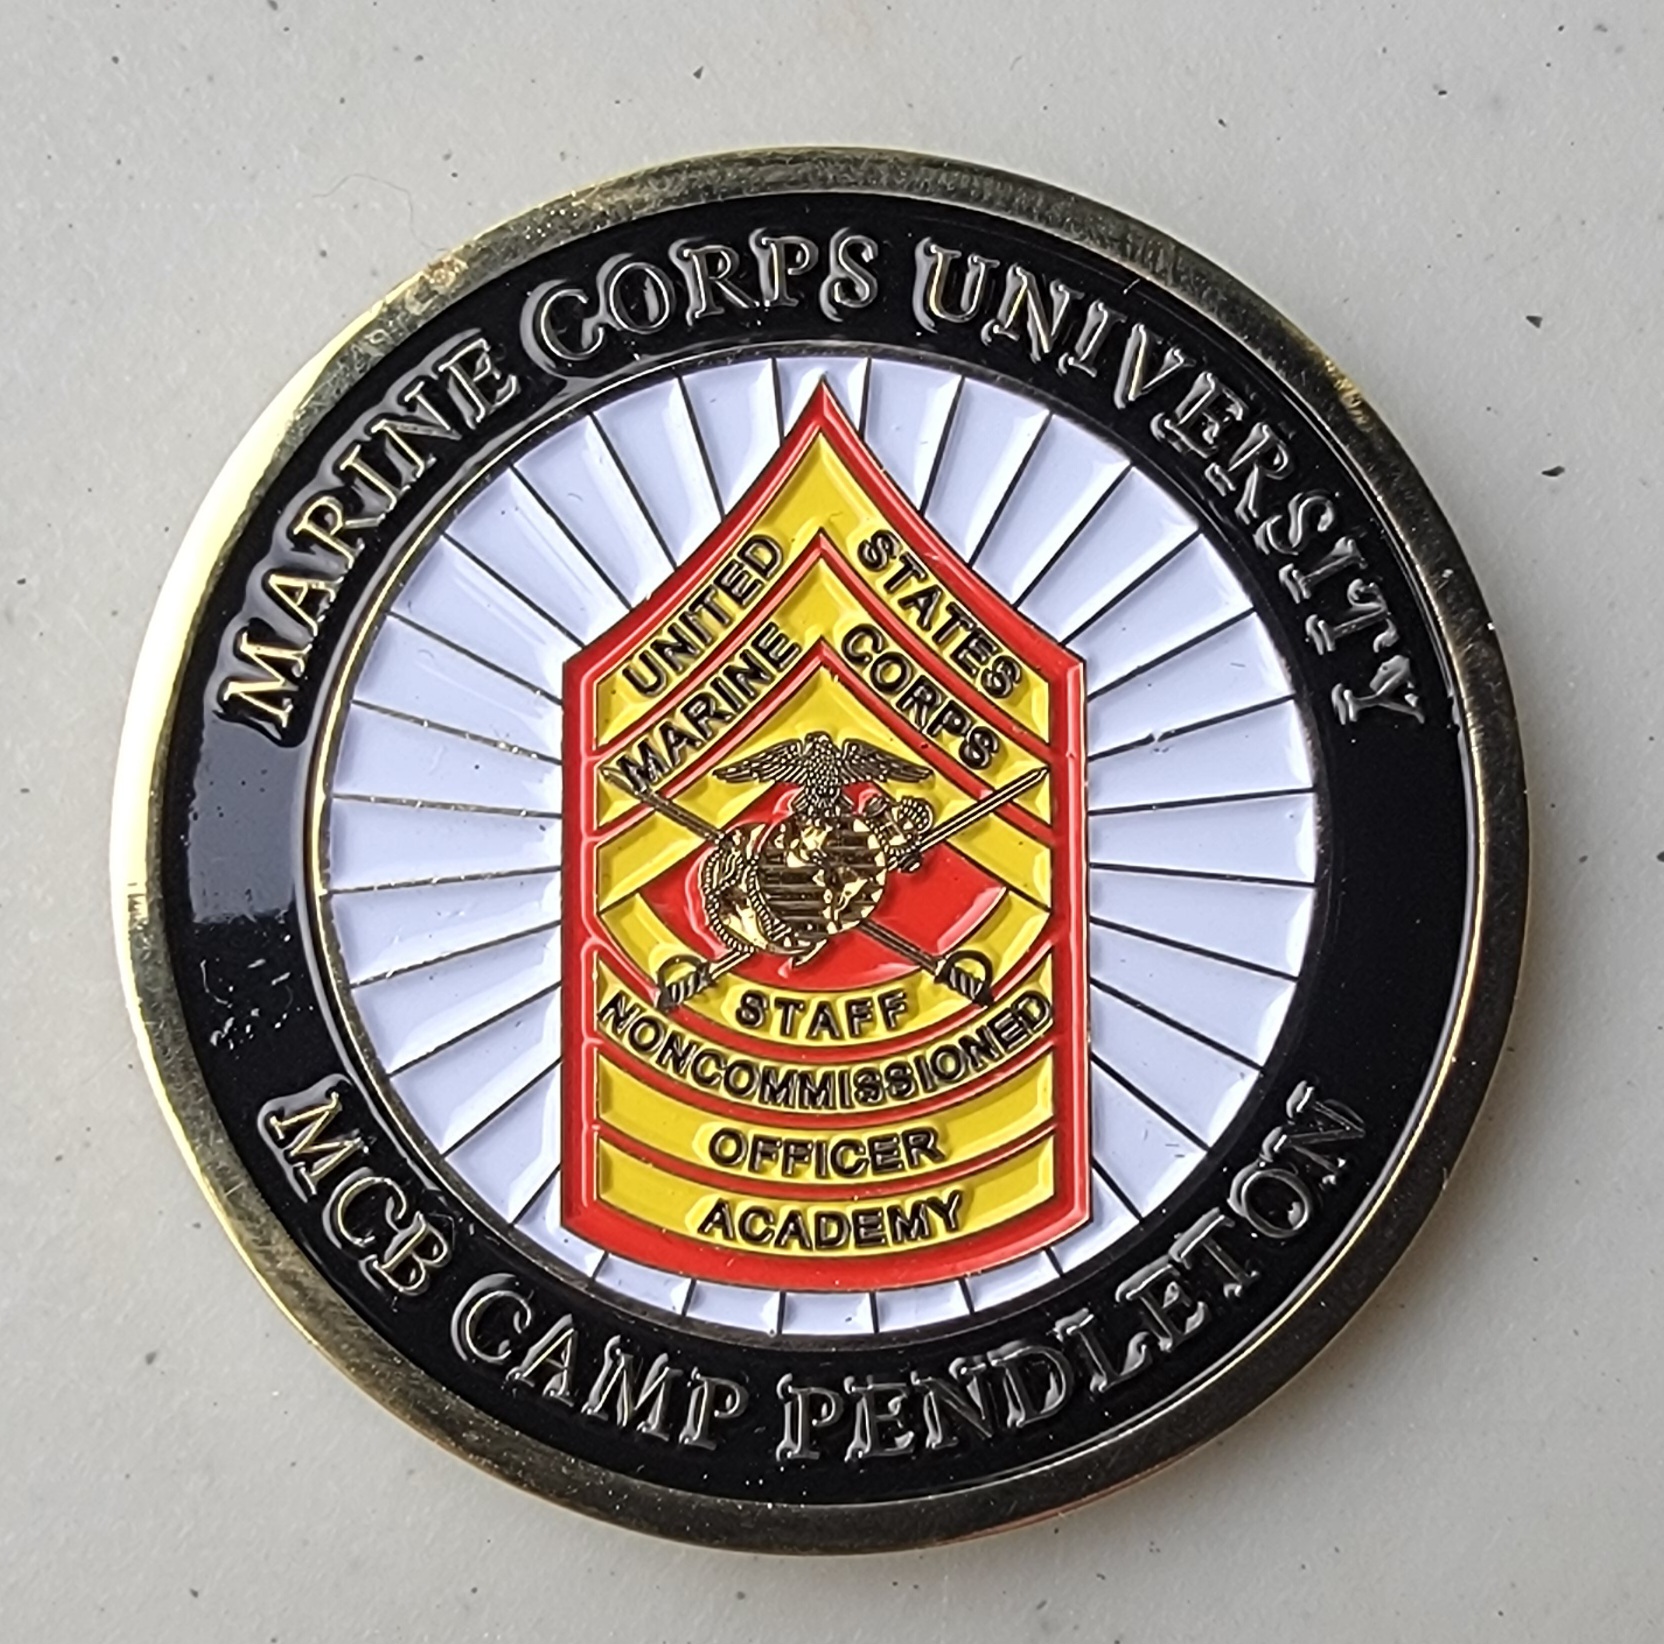 MARINE CORPS UNIVERSITY
UNITED STATES
MARINE CORPS
STAFF
NONCOMMISSIONED
OFFICER
ACADEMY
MCB CAMP PENDLETON